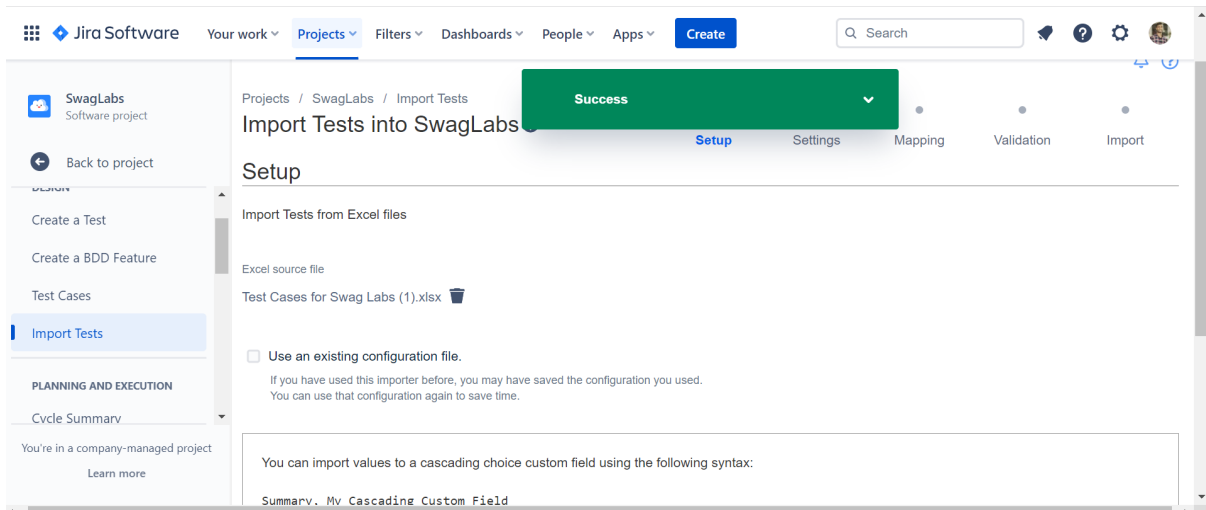 Jira Software Your work Projects Filters Dashboards People Apps Create Search
SwagLabs
Software project
Back to project
DESIGN
Create a Test
Create a BDD Feature
Test Cases
Import Tests
PLANNING AND EXECUTION
Cycle Summary
You're in a company-managed project
Learn more
Projects / SwagLabs / Import Tests
Import Tests into SwagLabs
Success
Setup Settings Mapping Validation Import
Setup
Import Tests from Excel files
Excel source file
Test Cases for Swag Labs (1).xlsx
Use an existing configuration file.
If you have used this importer before, you may have saved the configuration you used.
You can use that configuration again to save time.
You can import values to a cascading choice custom field using the following syntax:
Summary, My Cascading Custom Field